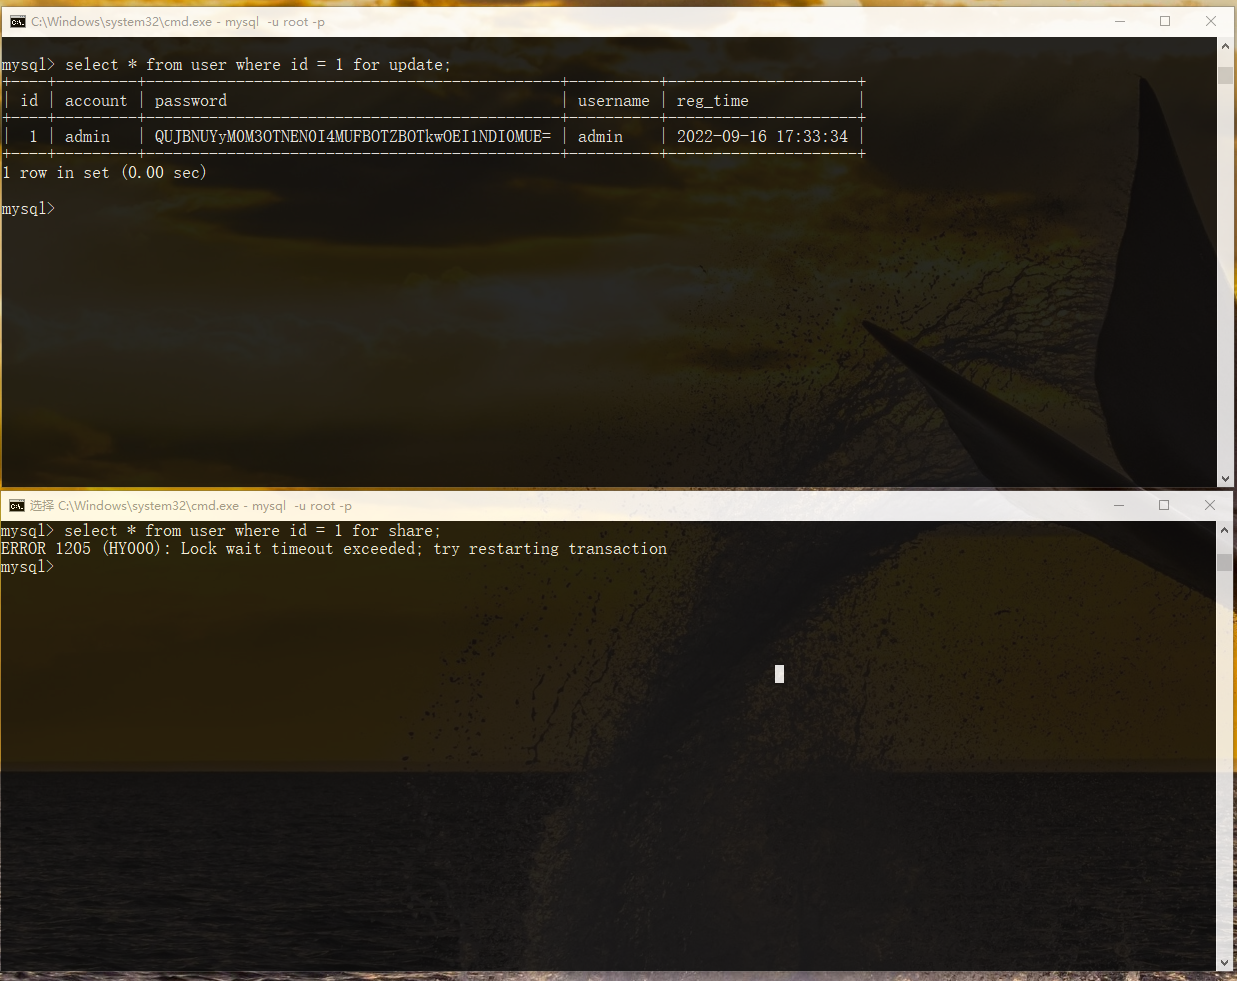 C:\Windows\system32\cmd.exe - mysql  -u root -p
mysql> select * from user where id = 1 for update;
+----+---------+----------------------------------------------+----------+---------------------+
| id | account | password                                     | username | reg_time            |
+----+---------+----------------------------------------------+----------+---------------------+
|  1 | admin   | QUJBNUYyM0M3OTNENOI4MUFBOTZBOTkwOEI1NDI0MUE= | admin    | 2022-09-16 17:33:34 |
+----+---------+----------------------------------------------+----------+---------------------+
1 row in set (0.00 sec)
mysql>
选择 C:\Windows\system32\cmd.exe - mysql  -u root -p
mysql> select * from user where id = 1 for share;
ERROR 1205 (HY000): Lock wait timeout exceeded; try restarting transaction
mysql>